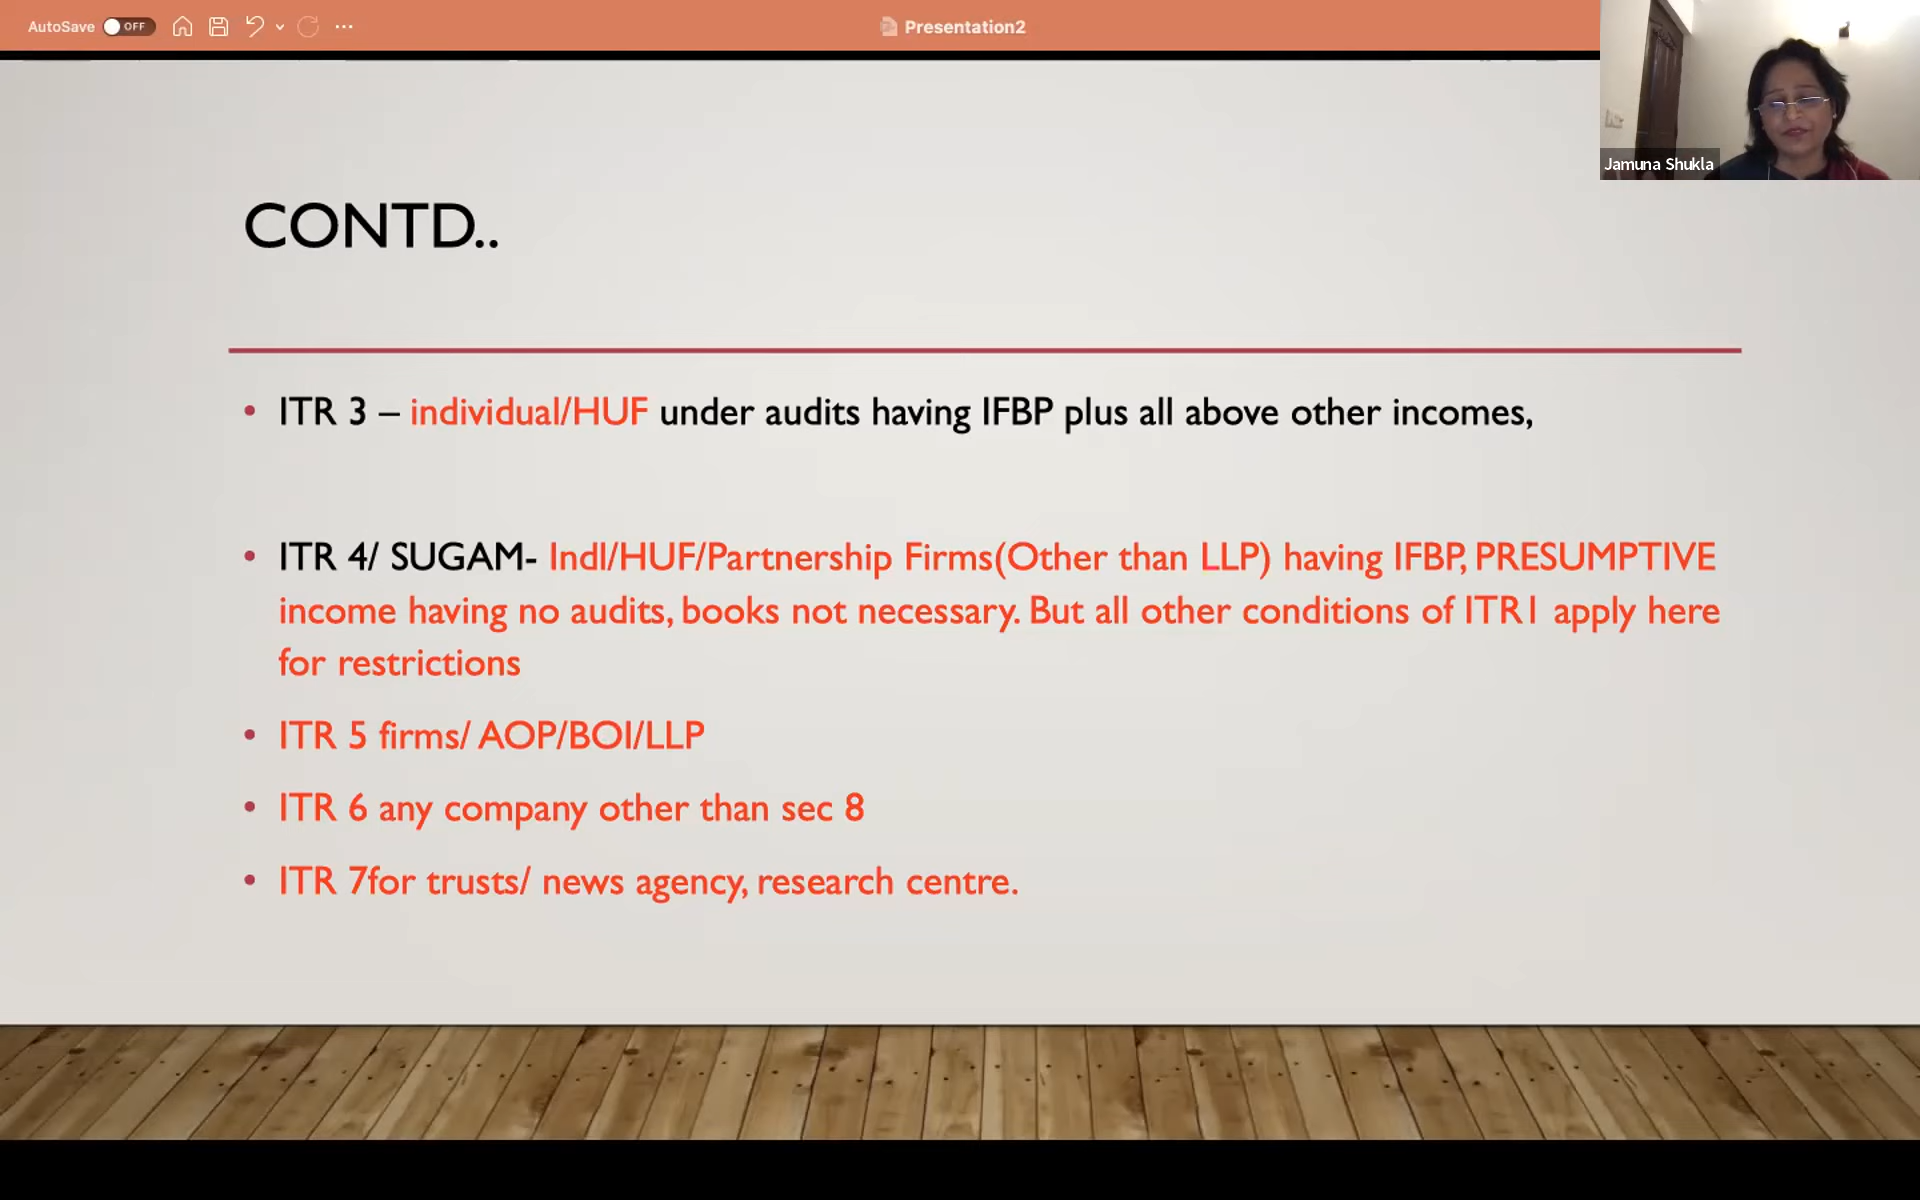 AutoSave OFF
Presentation2
Jamuna Shukla
CONTD..
• ITR 3 – individual/HUF under audits having IFBP plus all above other incomes,
• ITR 4/ SUGAM- Indl/HUF/Partnership Firms(Other than LLP) having IFBP, PRESUMPTIVE
income having no audits, books not necessary. But all other conditions of ITR1 apply here
for restrictions
• ITR 5 firms/ AOP/BOI/LLP
• ITR 6 any company other than sec 8
• ITR 7for trusts/ news agency, research centre.